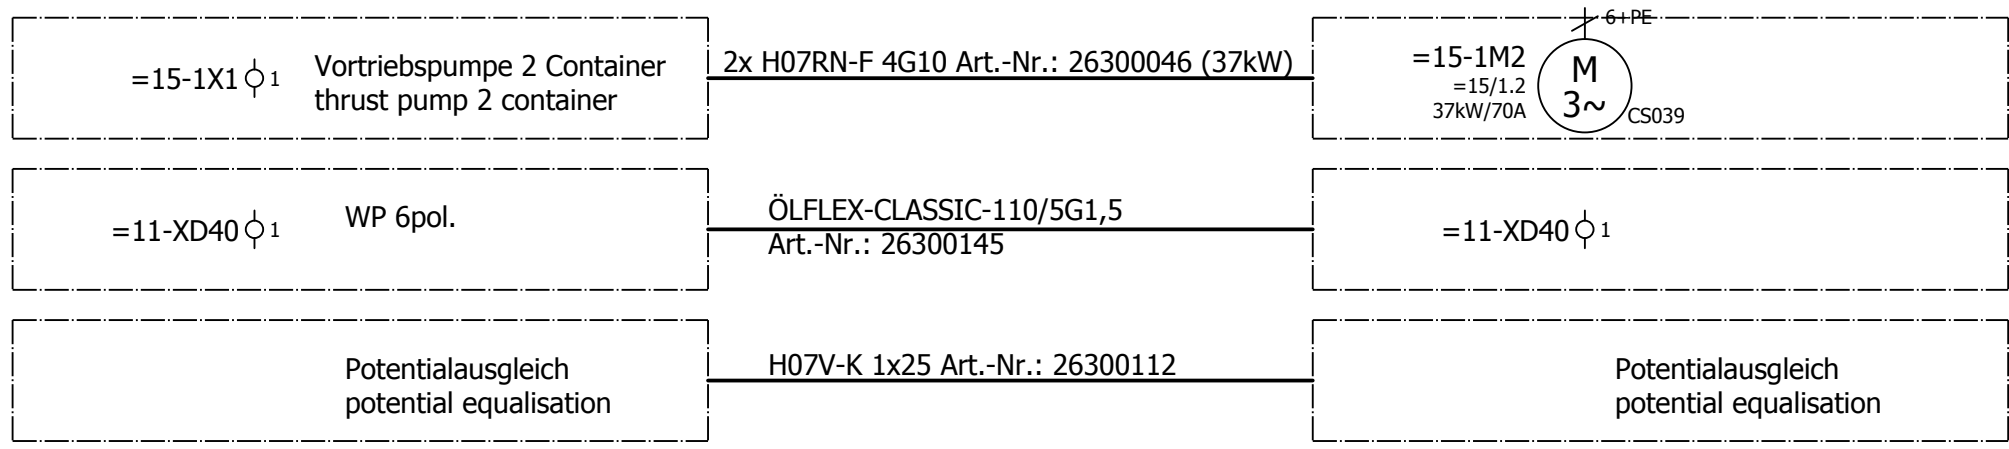 =15-1X1 1
Vortriebspumpe 2 Container
thrust pump 2 container
2x H07RN-F 4G10 Art.-Nr.: 26300046 (37kW)
6+PE
=15-1M2
=15/1.2
37kW/70A
M
3~
CS039
=11-XD40 1
WP 6pol.
ÖLFLEX-CLASSIC-110/5G1,5
Art.-Nr.: 26300145
=11-XD40 1
Potentialausgleich
potential equalisation
H07V-K 1x25 Art.-Nr.: 26300112
Potentialausgleich
potential equalisation